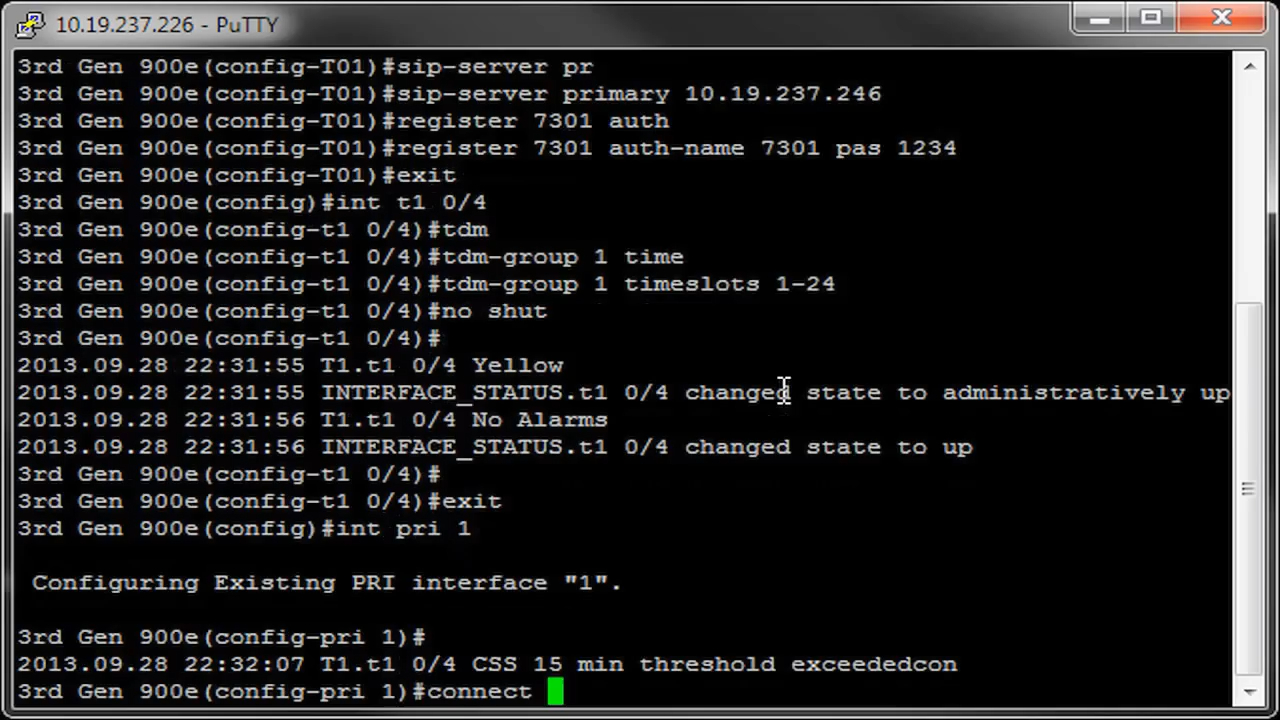 10.19.237.226 - PuTTY
3rd Gen 900e(config-T01)#sip-server pr
3rd Gen 900e(config-T01)#sip-server primary 10.19.237.246
3rd Gen 900e(config-T01)#register 7301 auth
3rd Gen 900e(config-T01)#register 7301 auth-name 7301 pas 1234
3rd Gen 900e(config-T01)#exit
3rd Gen 900e(config)#int t1 0/4
3rd Gen 900e(config-t1 0/4)#tdm
3rd Gen 900e(config-t1 0/4)#tdm-group 1 time
3rd Gen 900e(config-t1 0/4)#tdm-group 1 timeslots 1-24
3rd Gen 900e(config-t1 0/4)#no shut
3rd Gen 900e(config-t1 0/4)#
2013.09.28 22:31:55 T1.t1 0/4 Yellow
2013.09.28 22:31:55 INTERFACE_STATUS.t1 0/4 changed state to administratively up
2013.09.28 22:31:56 T1.t1 0/4 No Alarms
2013.09.28 22:31:56 INTERFACE_STATUS.t1 0/4 changed state to up
3rd Gen 900e(config-t1 0/4)#
3rd Gen 900e(config-t1 0/4)#exit
3rd Gen 900e(config)#int pri 1
Configuring Existing PRI interface "1".
3rd Gen 900e(config-pri 1)#
2013.09.28 22:32:07 T1.t1 0/4 CSS 15 min threshold exceededcon
3rd Gen 900e(config-pri 1)#connect